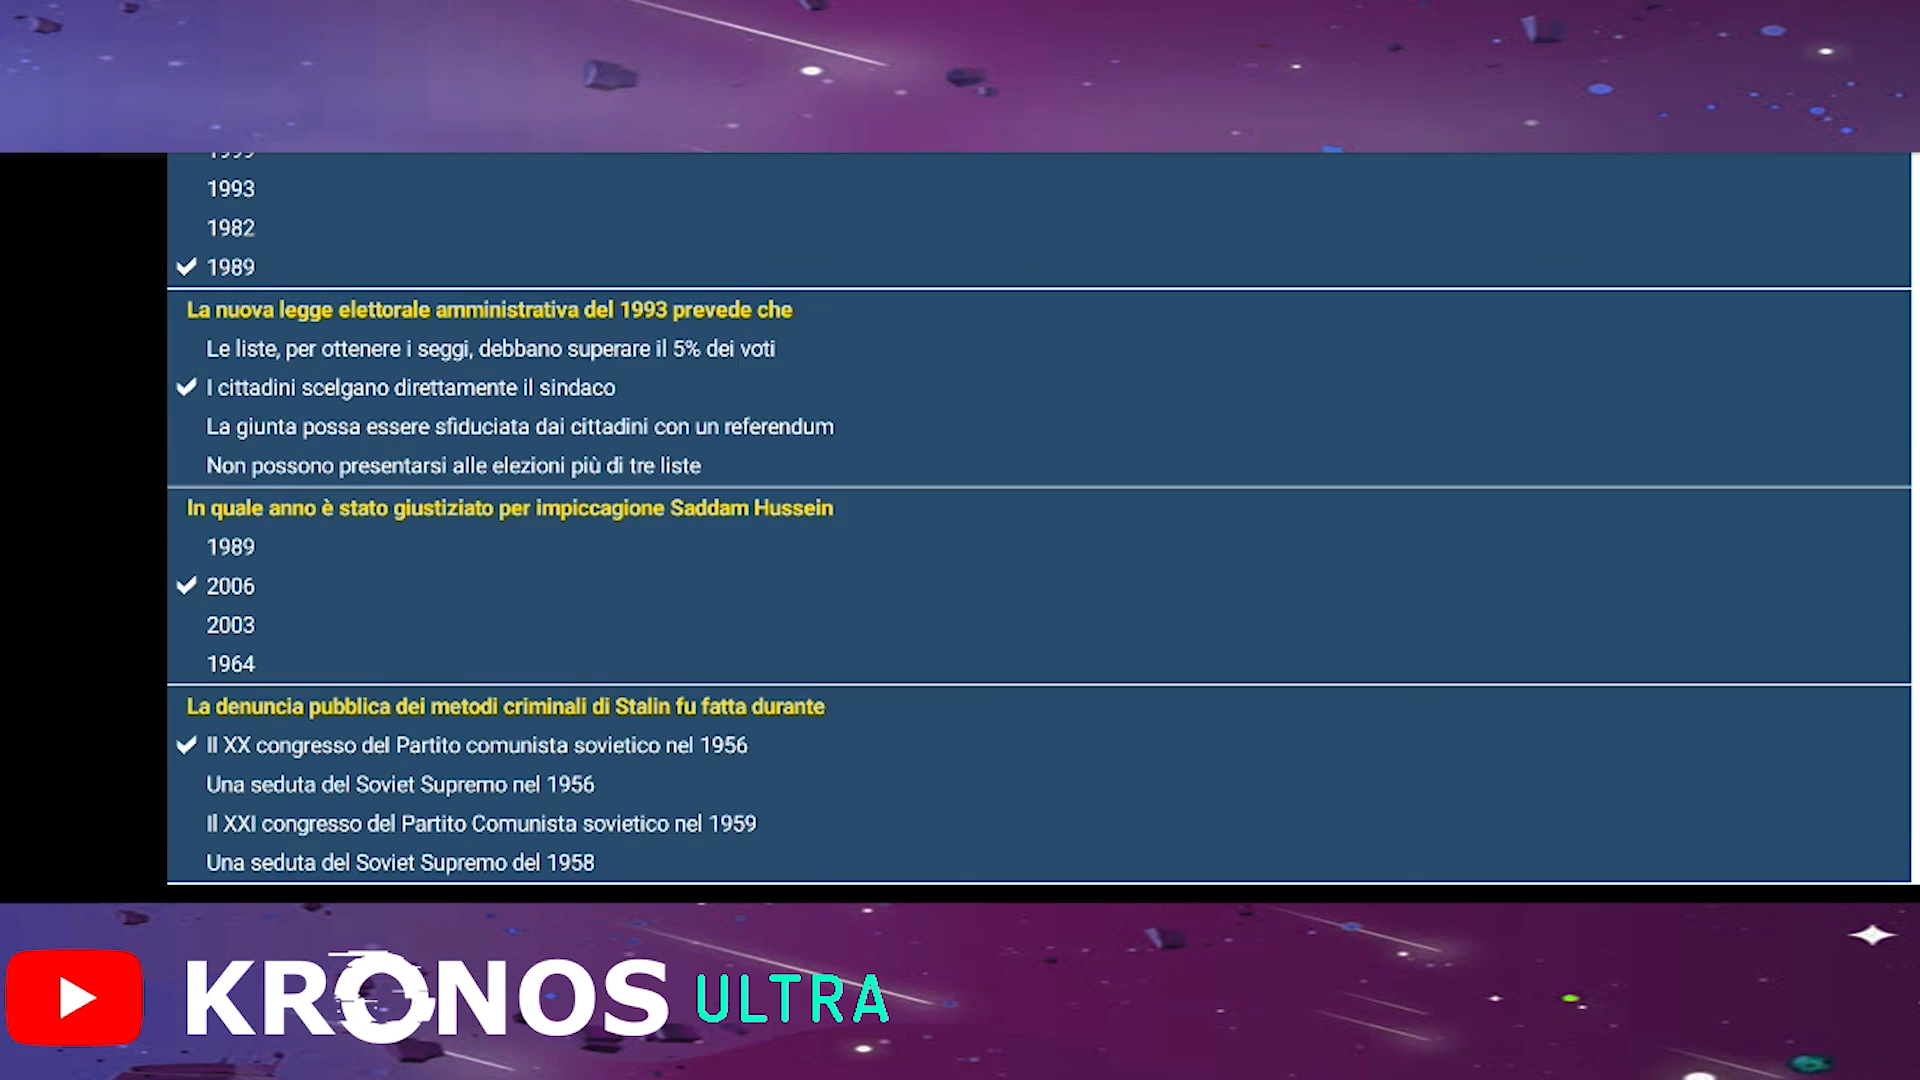 1993
1982
1989
La nuova legge elettorale amministrativa del 1993 prevede che
Le liste, per ottenere i seggi, debbano superare il 5% dei voti
I cittadini scelgano direttamente il sindaco
La giunta possa essere sfiduciata dai cittadini con un referendum
Non possono presentarsi alle elezioni più di tre liste
In quale anno è stato giustiziato per impiccagione Saddam Hussein
1989
2006
2003
1964
La denuncia pubblica dei metodi criminali di Stalin fu fatta durante
Il XX congresso del Partito comunista sovietico nel 1956
Una seduta del Soviet Supremo nel 1956
Il XXI congresso del Partito Comunista sovietico nel 1959
Una seduta del Soviet Supremo del 1958
KRONOS ULTRA